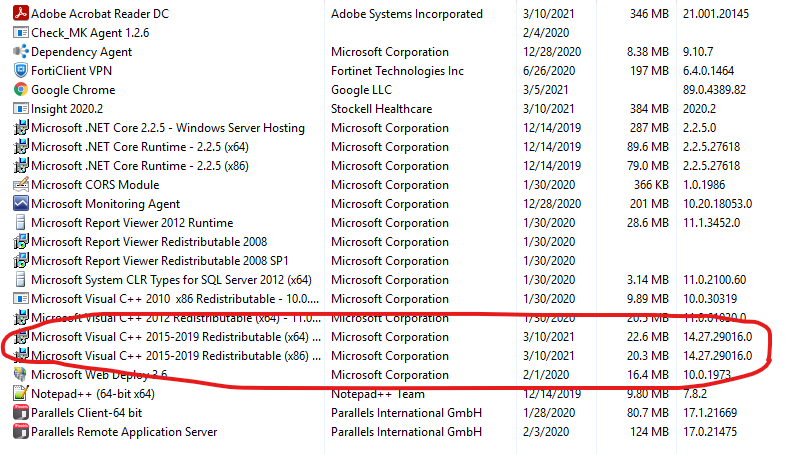 Adobe Acrobat Reader DC Adobe Systems Incorporated 3/10/2021 346 MB 21.001.20145
Check_MK Agent 1.2.6 2/4/2020
Dependency Agent Microsoft Corporation 12/28/2020 8.38 MB 9.10.7
FortiClient VPN Fortinet Technologies Inc 6/26/2020 197 MB 6.4.0.1464
Google Chrome Google LLC 3/5/2021 89.0.4389.82
Insight 2020.2 Stockell Healthcare 3/10/2021 384 MB 2020.2
Microsoft .NET Core 2.2.5 - Windows Server Hosting Microsoft Corporation 12/14/2019 287 MB 2.2.5.0
Microsoft .NET Core Runtime - 2.2.5 (x64) Microsoft Corporation 12/14/2019 89.6 MB 2.2.5.27618
Microsoft .NET Core Runtime - 2.2.5 (x86) Microsoft Corporation 12/14/2019 79.0 MB 2.2.5.27618
Microsoft CORS Module Microsoft Corporation 1/30/2020 366 KB 1.0.1986
Microsoft Monitoring Agent Microsoft Corporation 12/28/2020 201 MB 10.20.18053.0
Microsoft Report Viewer 2012 Runtime Microsoft Corporation 1/30/2020 28.6 MB 11.1.3452.0
Microsoft Report Viewer Redistributable 2008 Microsoft Corporation 1/30/2020
Microsoft Report Viewer Redistributable 2008 SP1 Microsoft Corporation 1/30/2020
Microsoft System CLR Types for SQL Server 2012 (x64) Microsoft Corporation 1/30/2020 3.14 MB 11.0.2100.60
Microsoft Visual C++ 2010 x86 Redistributable - 10.0.... Microsoft Corporation 1/30/2020 9.89 MB 10.0.30319
Microsoft Visual C++ 2012 Redistributable (x64) - 11.0.... Microsoft Corporation 1/30/2020 20.5 MB
Microsoft Visual C++ 2015-2019 Redistributable (x64) ... Microsoft Corporation 3/10/2021 22.6 MB 14.27.29016.0
Microsoft Visual C++ 2015-2019 Redistributable (x86) ... Microsoft Corporation 3/10/2021 20.3 MB 14.27.29016.0
Microsoft Web Deploy 3.6 Microsoft Corporation 2/1/2020 16.4 MB 10.0.1973
Notepad++ (64-bit x64) Notepad++ Team 12/14/2019 9.80 MB 7.8.2
Parallels Client-64 bit Parallels International GmbH 1/28/2020 80.7 MB 17.1.21669
Parallels Remote Application Server Parallels International GmbH 2/3/2020 124 MB 17.0.21475